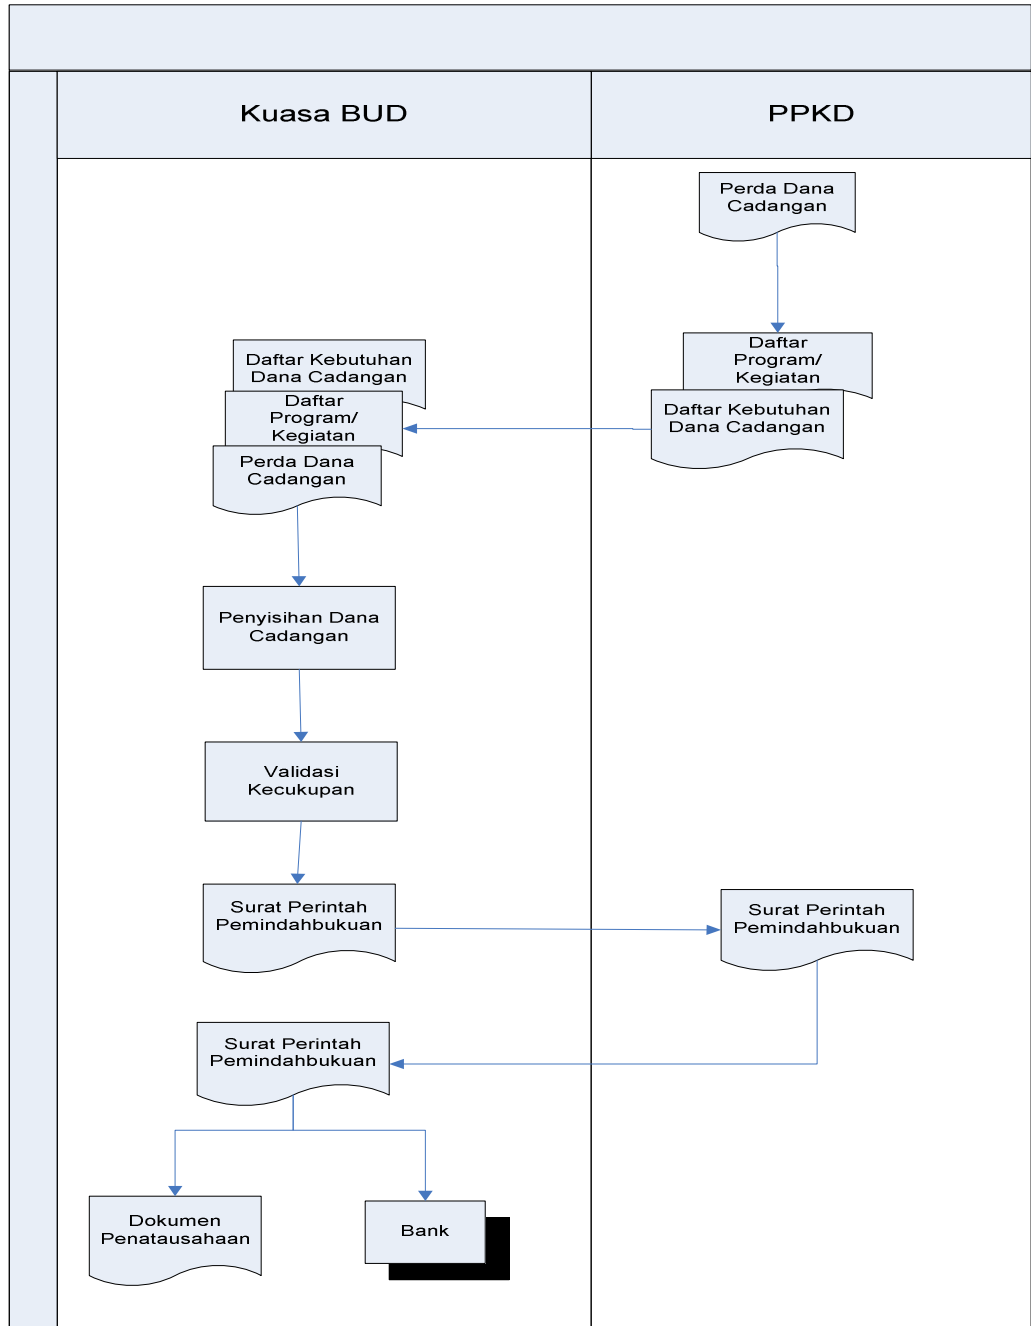 Kuasa BUD
PPKD
Perda Dana
Cadangan
Daftar
Program/
Kegiatan
Daftar Kebutuhan
Dana Cadangan
Daftar Kebutuhan
Dana Cadangan
Daftar
Program/
Kegiatan
Perda Dana
Cadangan
Penyisihan Dana
Cadangan
Validasi
Kecukupan
Surat Perintah
Pemindahbukuan
Surat Perintah
Pemindahbukuan
Surat Perintah
Pemindahbukuan
Dokumen
Penatausahaan
Bank